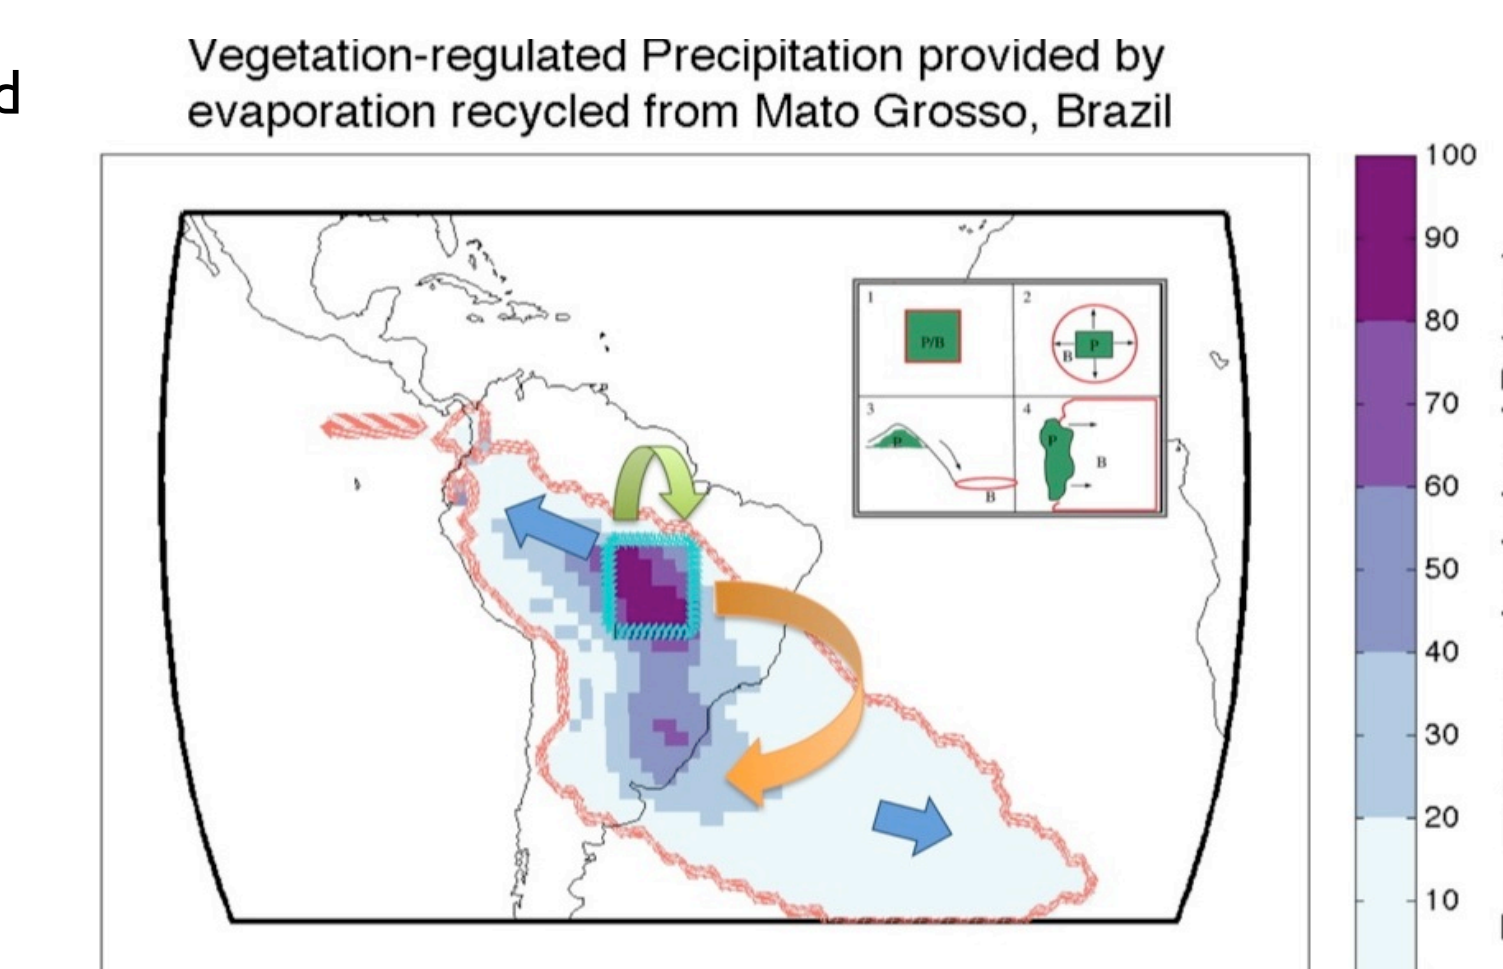 d
Vegetation-regulated Precipitation provided by
evaporation recycled from Mato Grosso, Brazil
100
90
80
70
60
50
40
30
20
10
1
P/B
2
B
P
3
P
B
4
P
B